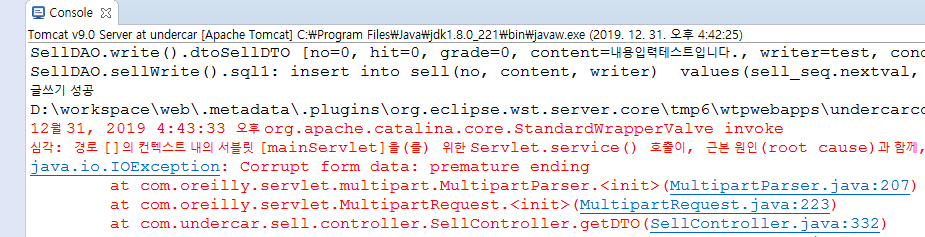 Console
Tomcat v9.0 Server at undercar [Apache Tomcat] C:₩Program Files₩Java₩jdk1.8.0_221₩bin₩javaw.exe (2019. 12. 31. 오후 4:42:25)
SellDAO.write().dtoSellDTO [no=0, hit=0, grade=0, content=내용입력테스트입니다., writer=test, cond
SellDAO.sellWrite().sql1: insert into sell(no, content, writer)  values(sell_seq.nextval,
글쓰기 성공
D:\workspace\web\.metadata\.plugins\org.eclipse.wst.server.core\tmp6\wtpwebapps\undercarco
12월 31, 2019 4:43:33 오후 org.apache.catalina.core.StandardWrapperValve invoke
심각: 경로 []의 컨텍스트 내의 서블릿 [mainServlet]을(를) 위한 Servlet.service() 호출이, 근본 원인(root cause)과 함께,
java.io.IOException: Corrupt form data: premature ending
at com.oreilly.servlet.multipart.MultipartParser.<init>(MultipartParser.java:207)
at com.oreilly.servlet.MultipartRequest.<init>(MultipartRequest.java:223)
at com.undercar.sell.controller.SellController.getDTO(SellController.java:332)